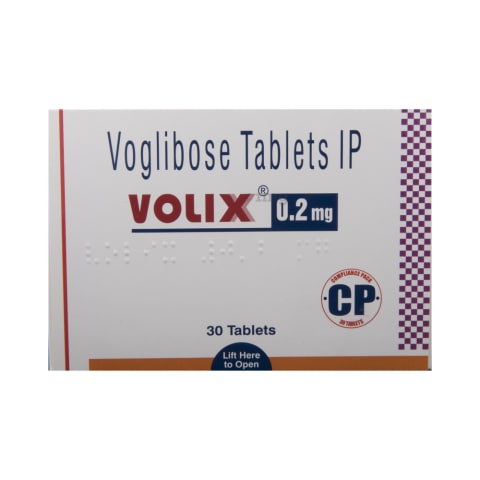 Voglibose Tablets IP
VOLIX® 0.2 mg
COMPLIANCE PACK
CP
30 TABLETS
30 Tablets
Lift Here
to Open